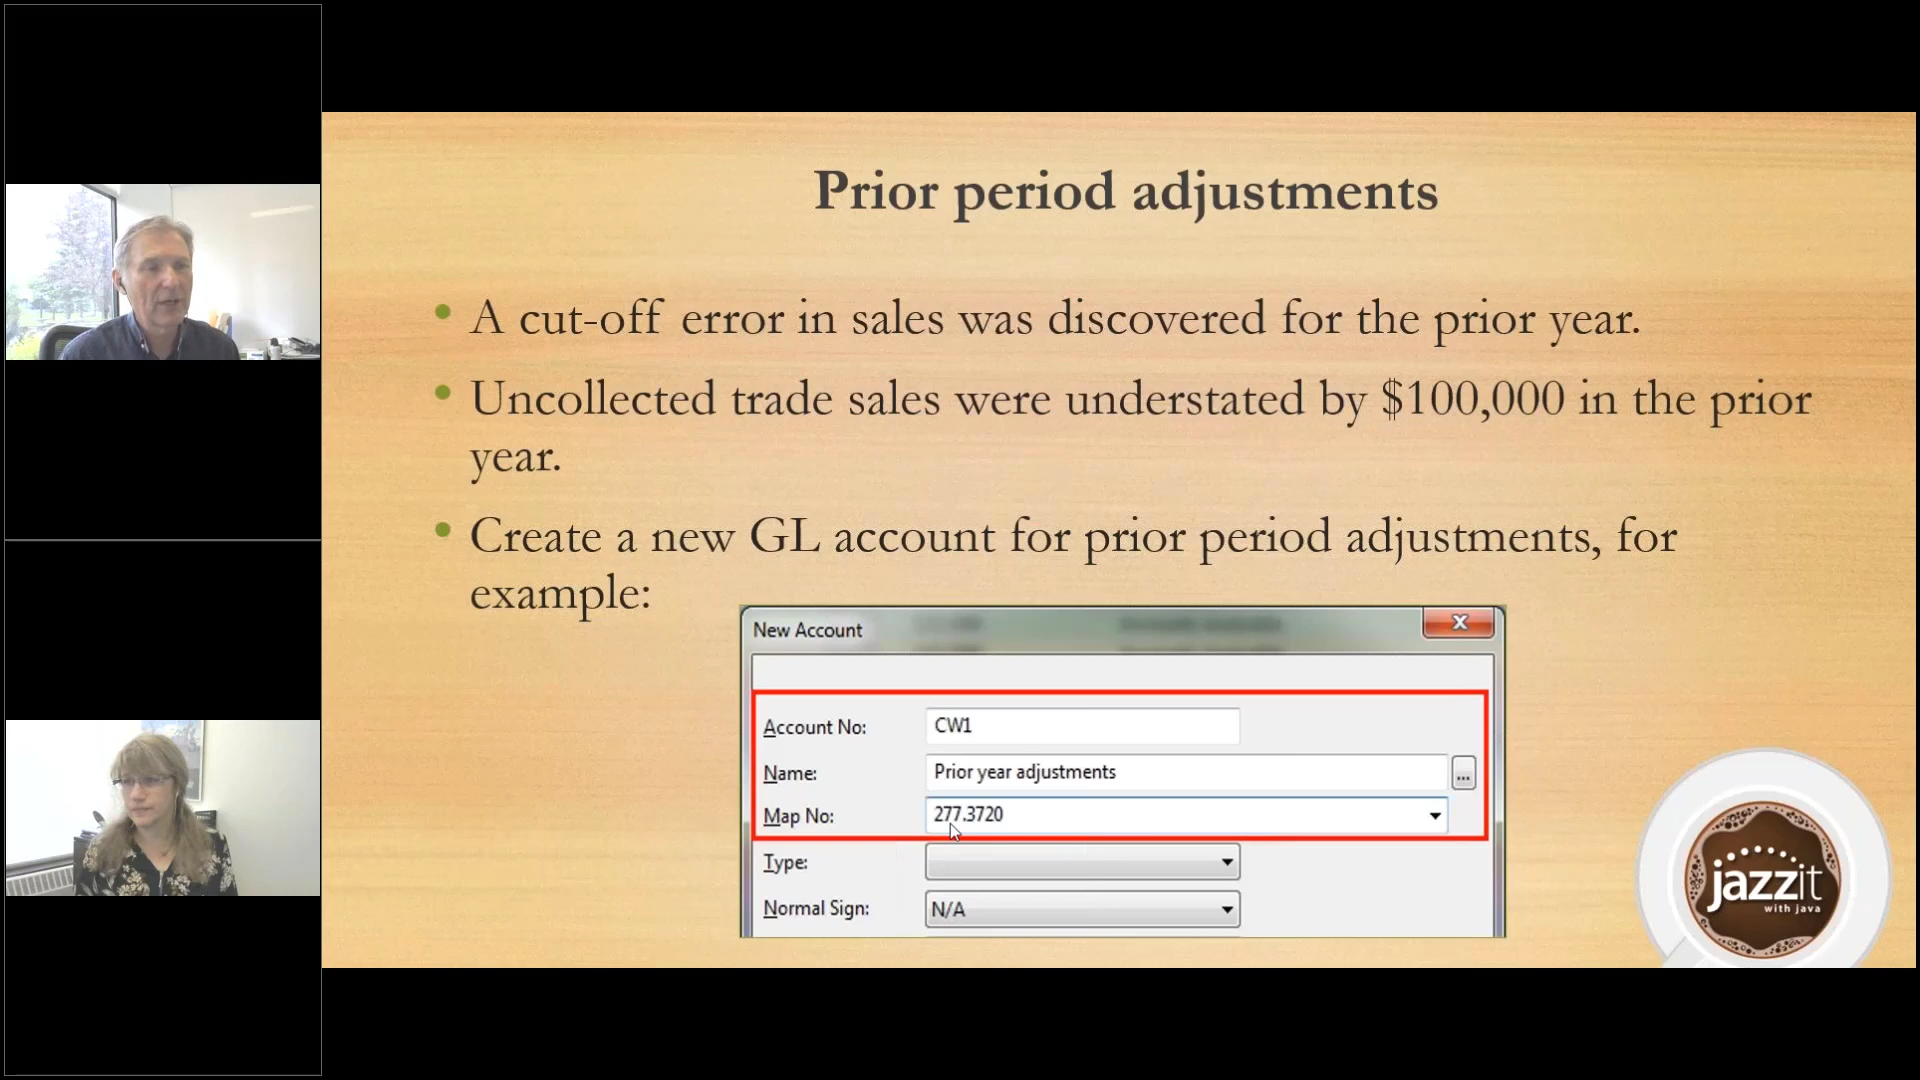 Prior period adjustments
• A cut-off error in sales was discovered for the prior year.
• Uncollected trade sales were understated by $100,000 in the prior
year.
• Create a new GL account for prior period adjustments, for
example:
New Account
Account No: CW1
Name: Prior year adjustments ...
Map No: 277.3720
Type:
Normal Sign: N/A
jazzit
with java